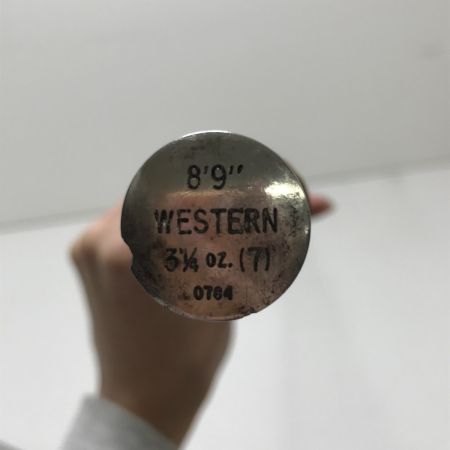 8'9"
WESTERN
3¼ OZ. (7)
0764